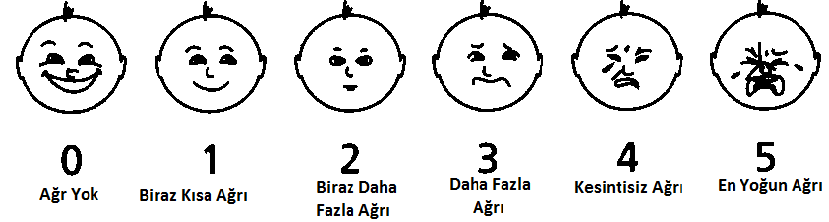 0 1 2 3 4 5
Ağr Yok
Biraz Kısa Ağrı
Biraz Daha
Fazla Ağrı
Daha Fazla
Ağrı
Kesintisiz Ağrı
En Yoğun Ağrı